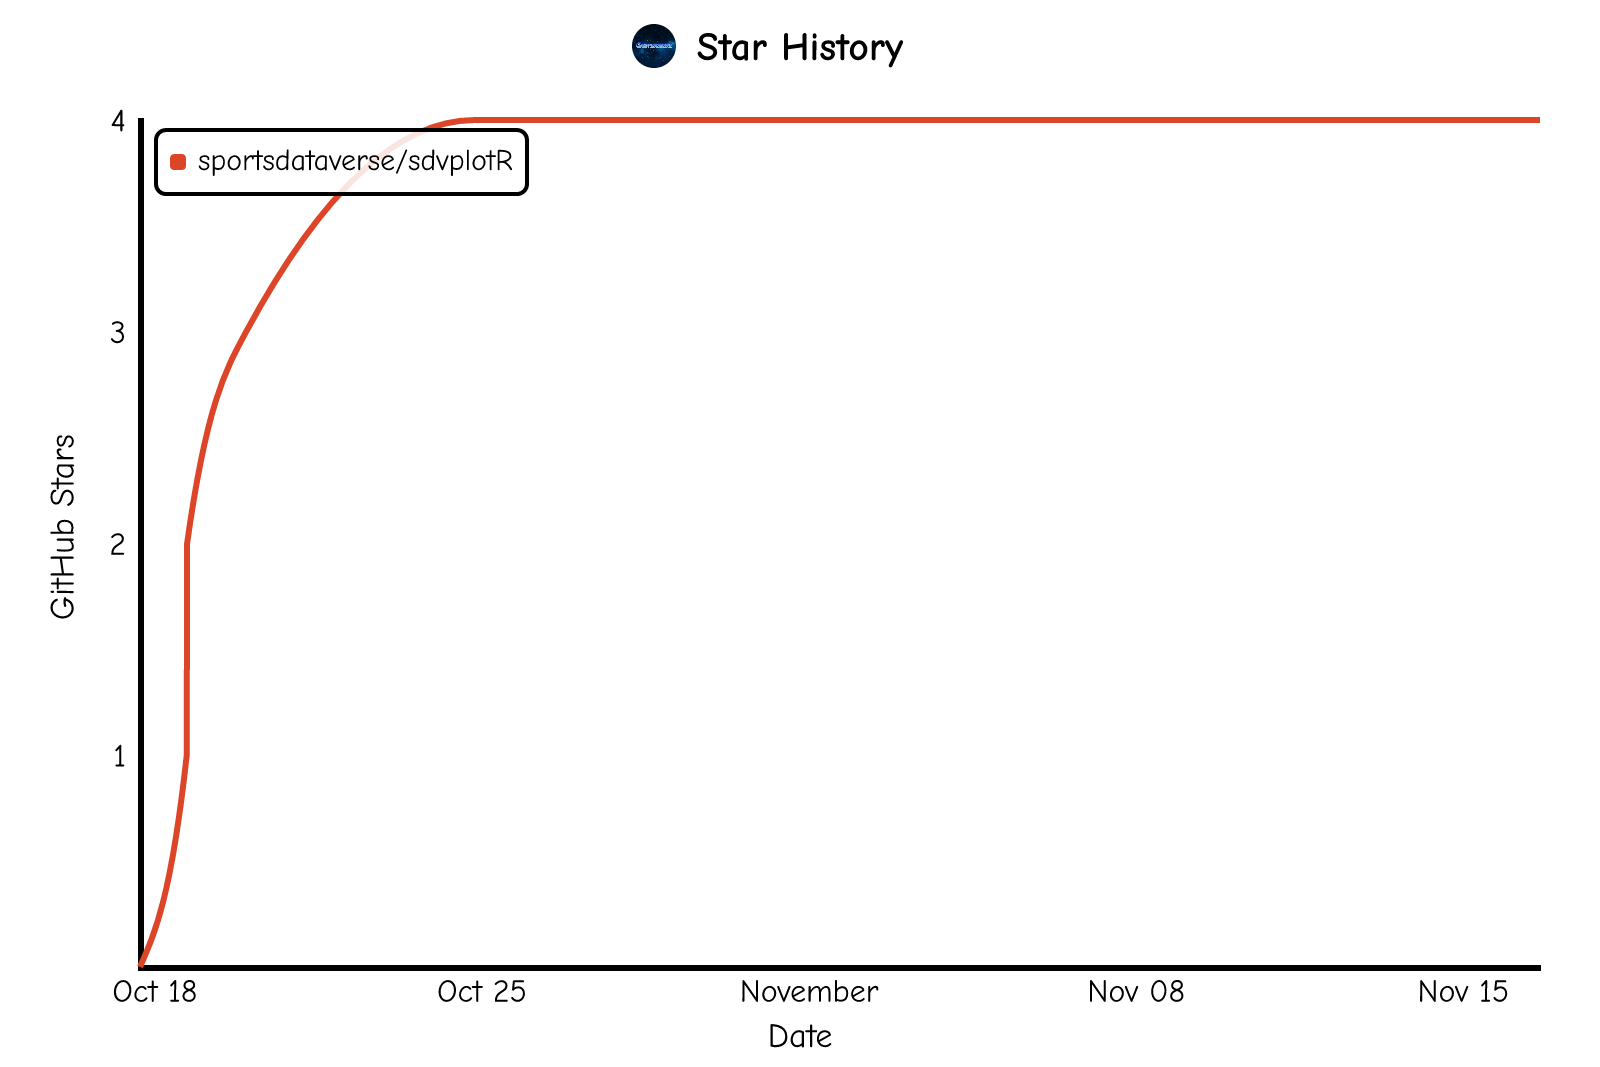 Star History
sportsdataverse/sdvplotR
4
3
2
1
GitHub Stars
Oct 18
Oct 25
November
Nov 08
Nov 15
Date